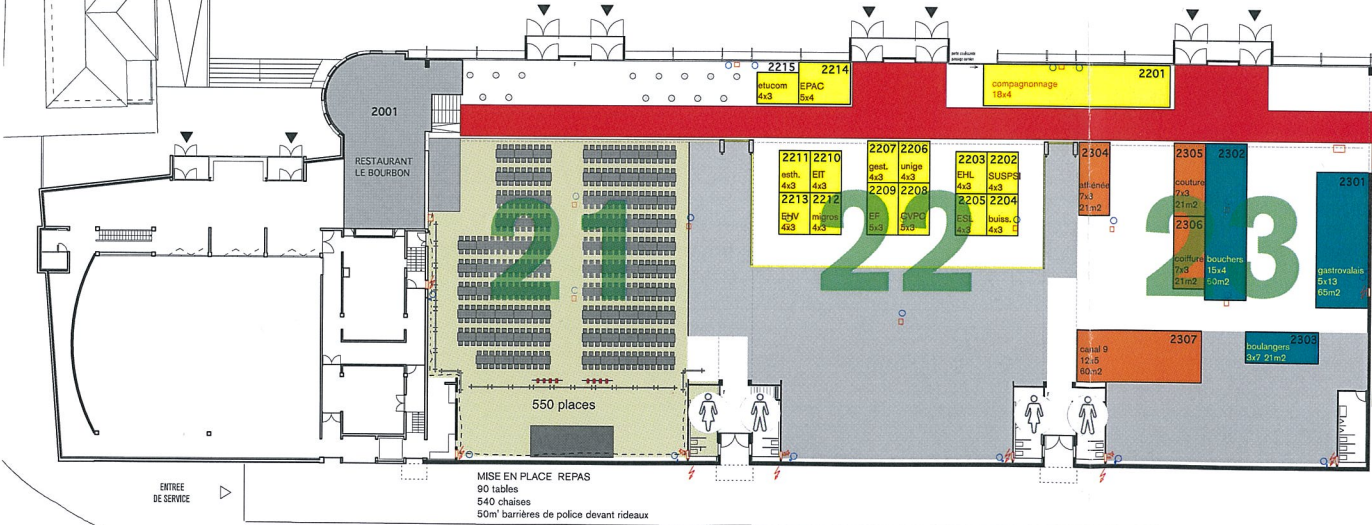 2001
RESTAURANT
LE BOURBON
2215
etucom
4x3
2214
EPAC
5x4
2201
compagnonnage
18x4
2211
esth.
4x3
2210
EIT
4x3
2213
EHV
4x3
2212
migros
4x3
2207
gest.
4x3
2206
unige
4x3
2209
EF
5x3
2208
CVPC
5x3
2203
EHL
4x3
2202
SUSPSI
4x3
2205
ESL
4x3
2204
buiss.
4x3
2304
athénée
7x3
21m2
2305
couture
7x3
21m2
2306
coiffure
7x3
21m2
2302
bouchers
15x4
60m2
2301
gastrovalais
5x13
65m2
2307
canal 9
12x5
60m2
2303
boulangers
3x7 21m2
21
22
23
550 places
MISE EN PLACE REPAS
90 tables
540 chaises
50m' barrières de police devant rideaux
ENTREE
DE SERVICE